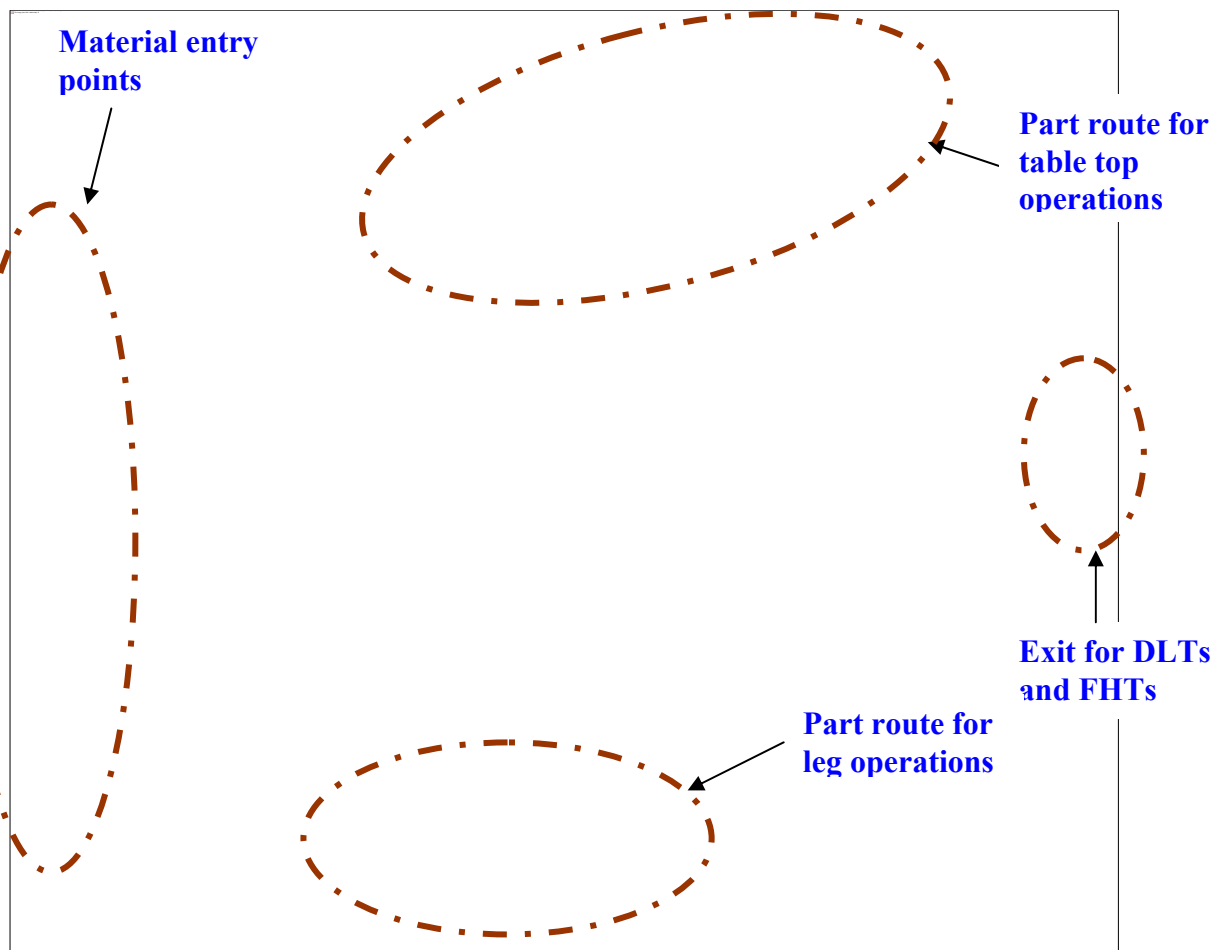 Material entry
points
Part route for
table top
operations
Exit for DLTs
and FHTs
Part route for
leg operations